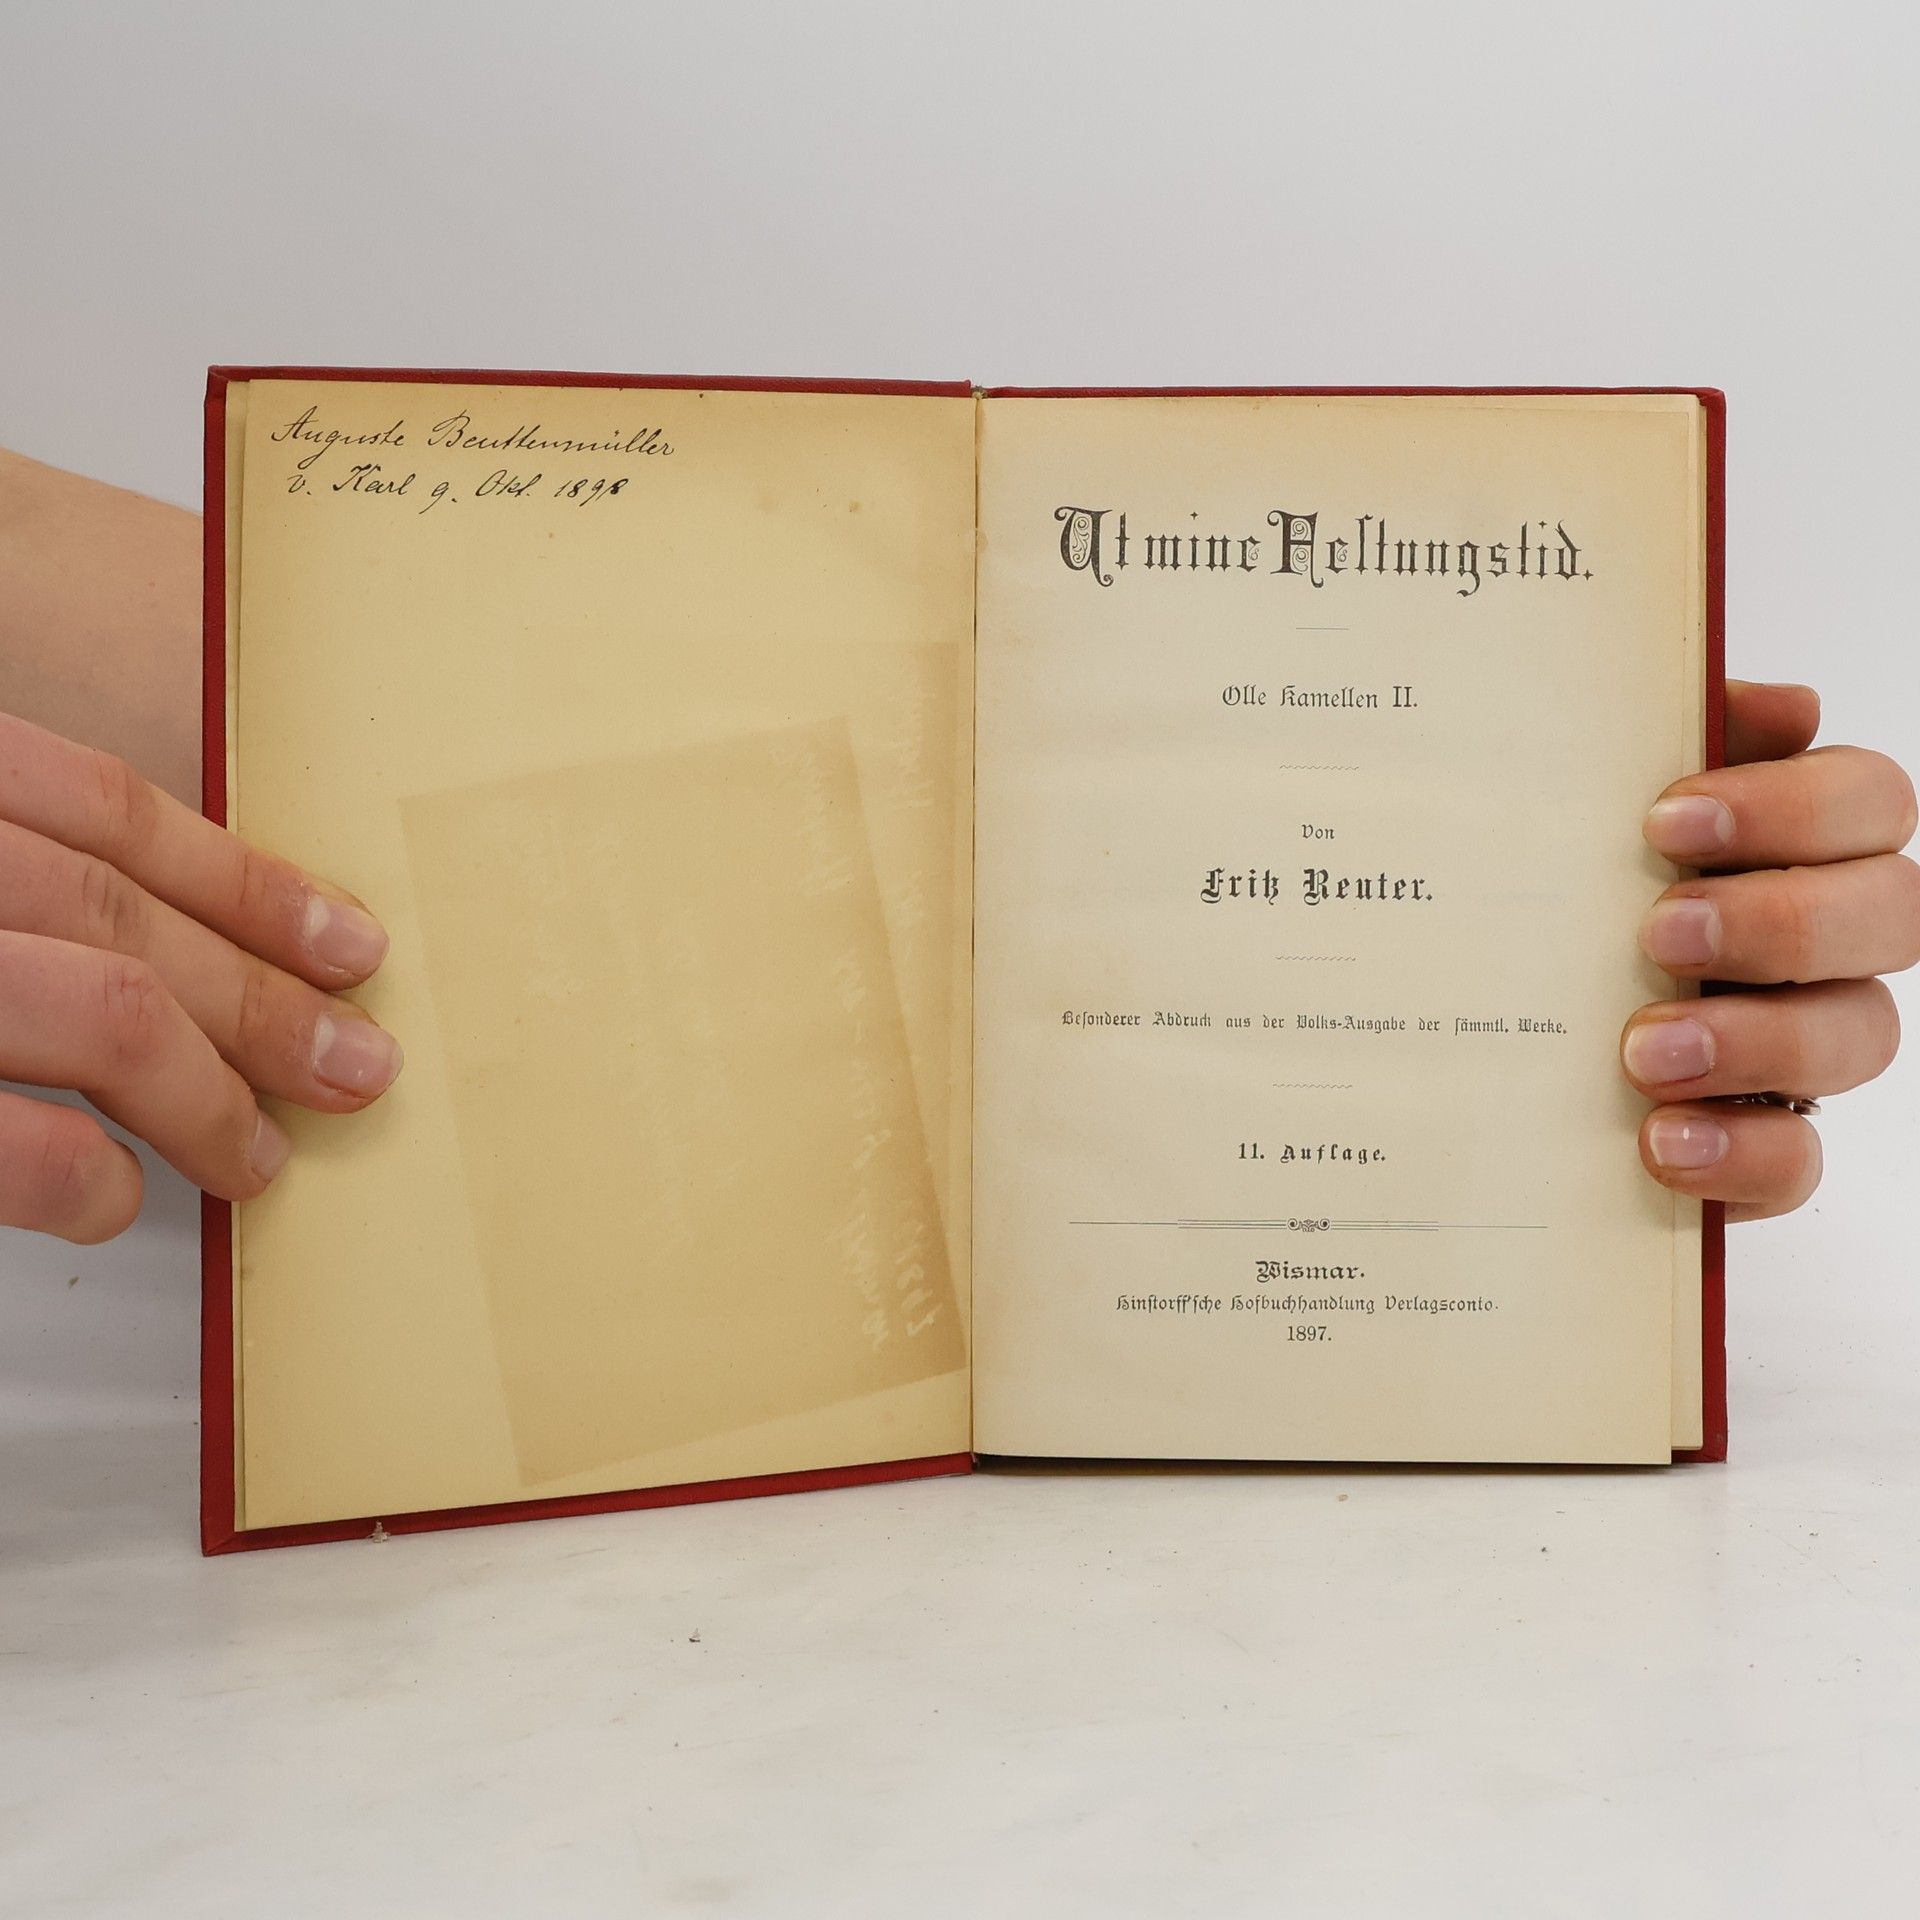 Auguste Beuttenmüller
v. Karl 9. Okt. 1898
Ut mine Festungstid.
Olle Kamellen II.
Von
Fritz Reuter.
Besonderer Abdruck aus der Volks-Ausgabe der sämmtl. Werke.
11. Auflage.
Wismar.
Hinstorff'sche Hofbuchhandlung Verlagsconto.
1897.